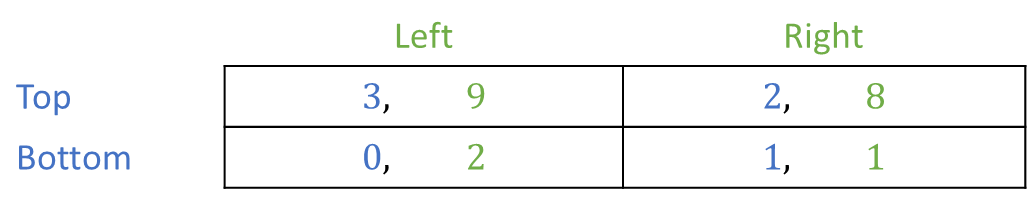 Left Right
Top 3, 9 2, 8
Bottom 0, 2 1, 1